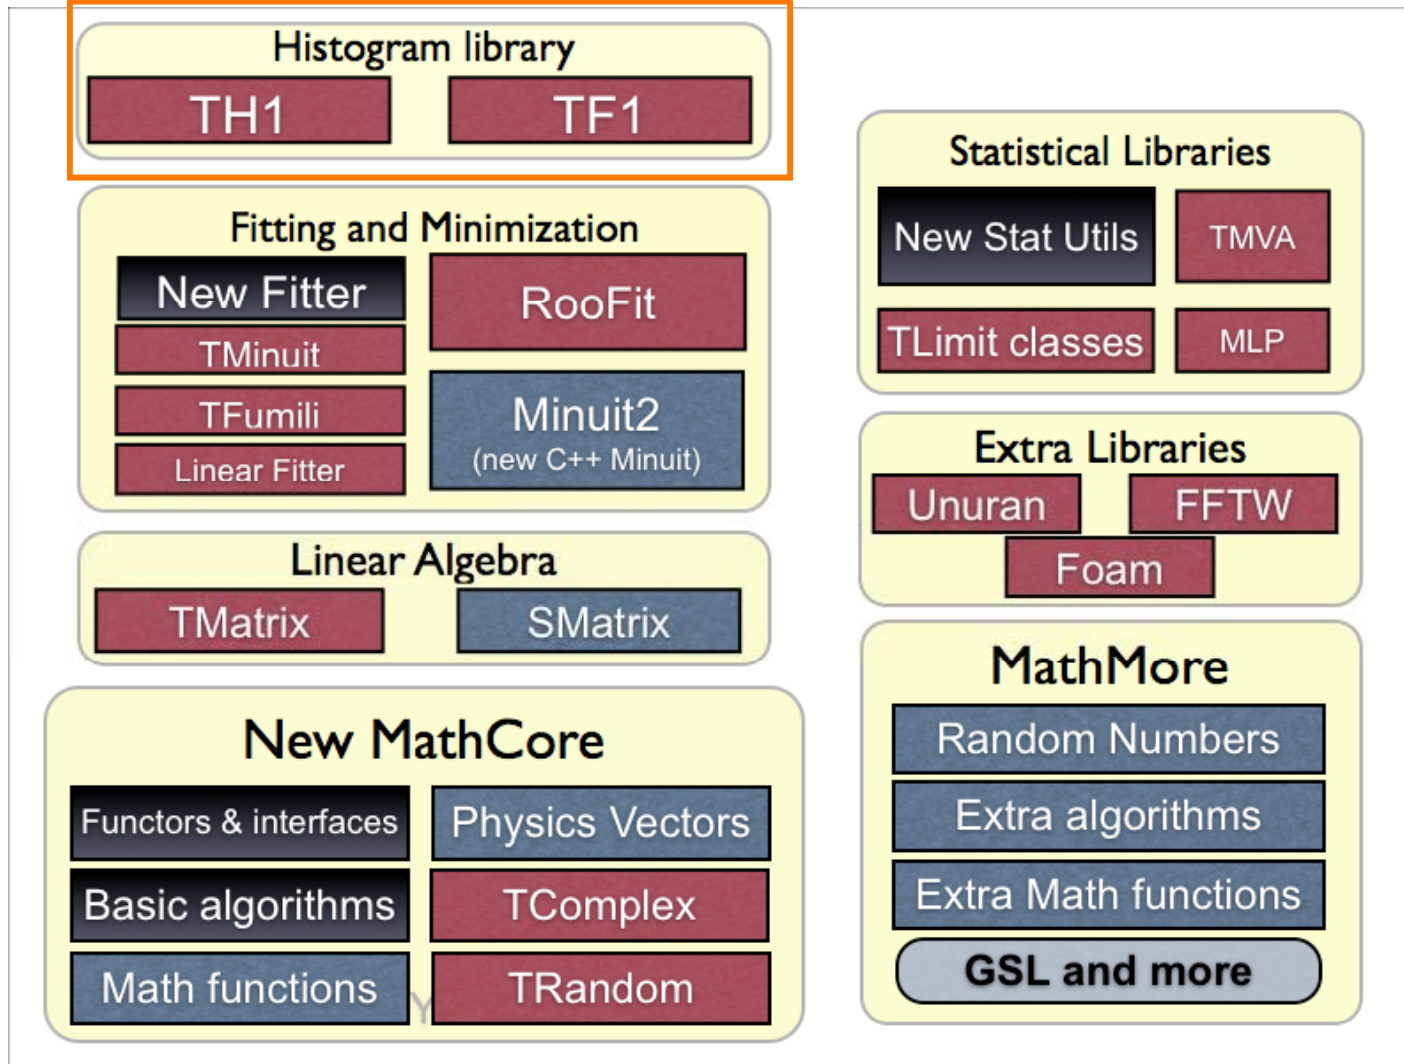 Histogram library
TH1
TF1
Fitting and Minimization
New Fitter
TMinuit
TFumili
Linear Fitter
RooFit
Minuit2
(new C++ Minuit)
Linear Algebra
TMatrix
SMatrix
New MathCore
Functors & interfaces
Physics Vectors
Basic algorithms
TComplex
Math functions
TRandom
Statistical Libraries
New Stat Utils
TMVA
TLimit classes
MLP
Extra Libraries
Unuran
FFTW
Foam
MathMore
Random Numbers
Extra algorithms
Extra Math functions
GSL and more